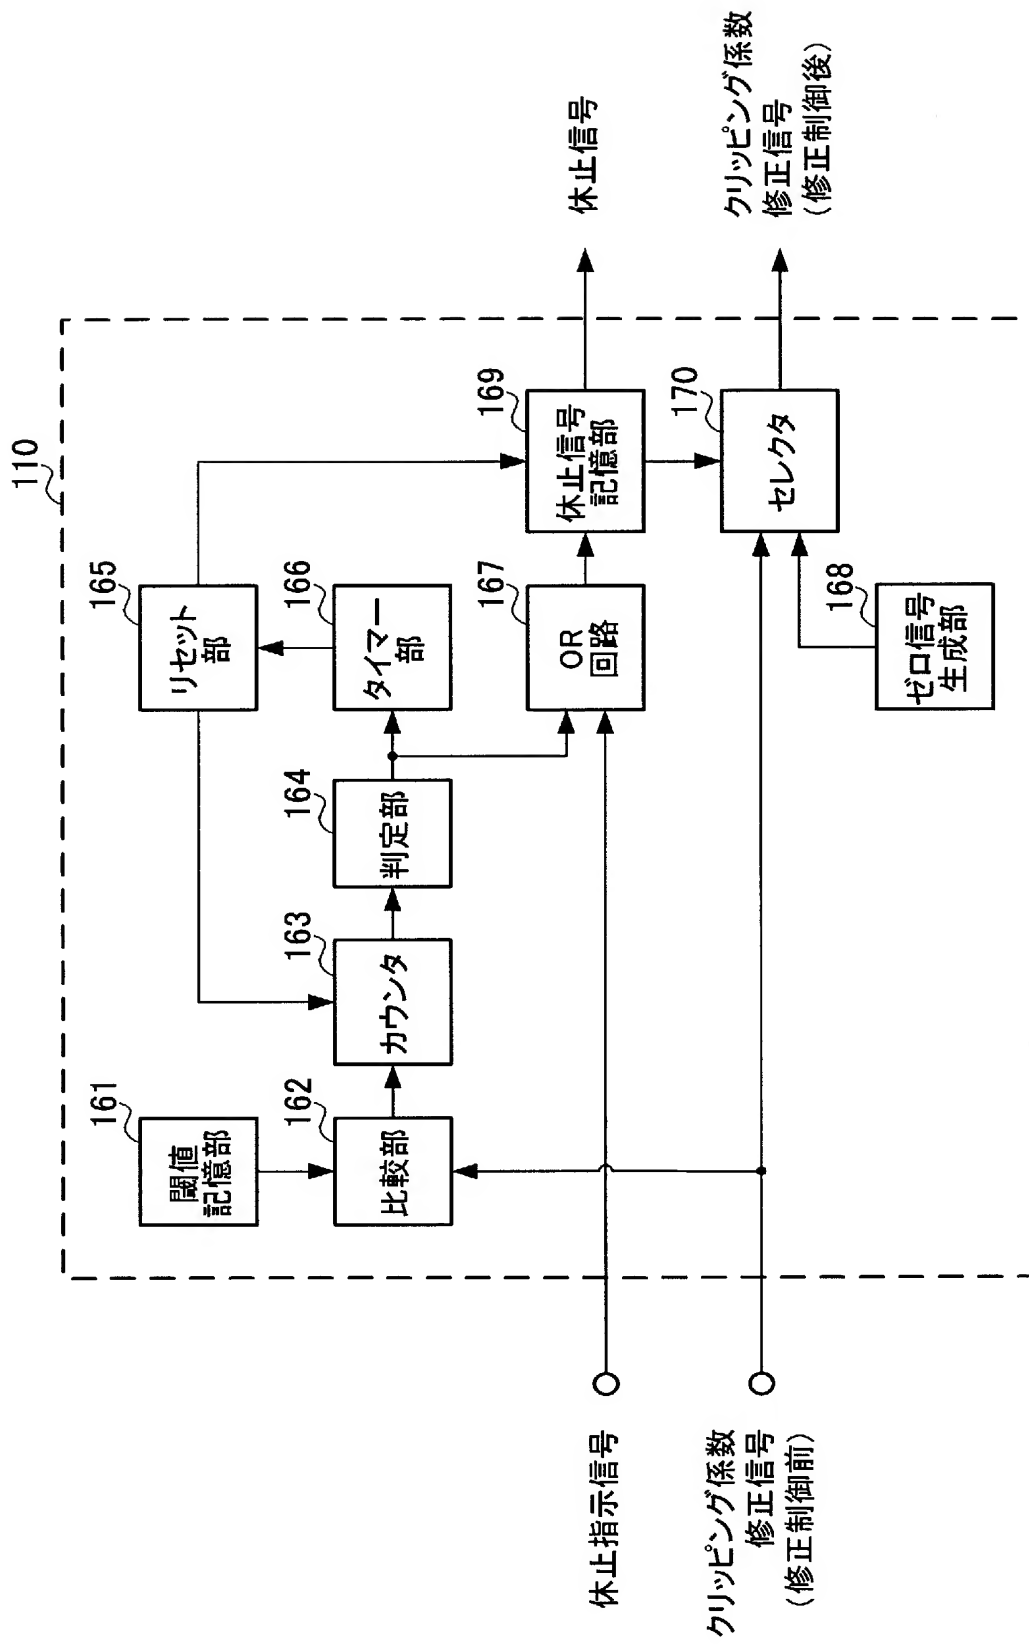 110
161
閾値
記憶部
162
比較部
163
カウンタ
164
判定部
165
リセット
部
166
タイマー
部
167
OR
回路
168
ゼロ信号
生成部
169
休止信号
記憶部
170
セレクタ
休止指示信号
クリッピング係数
修正信号
(修正制御前)
休止信号
クリッピング係数
修正信号
(修正制御後)